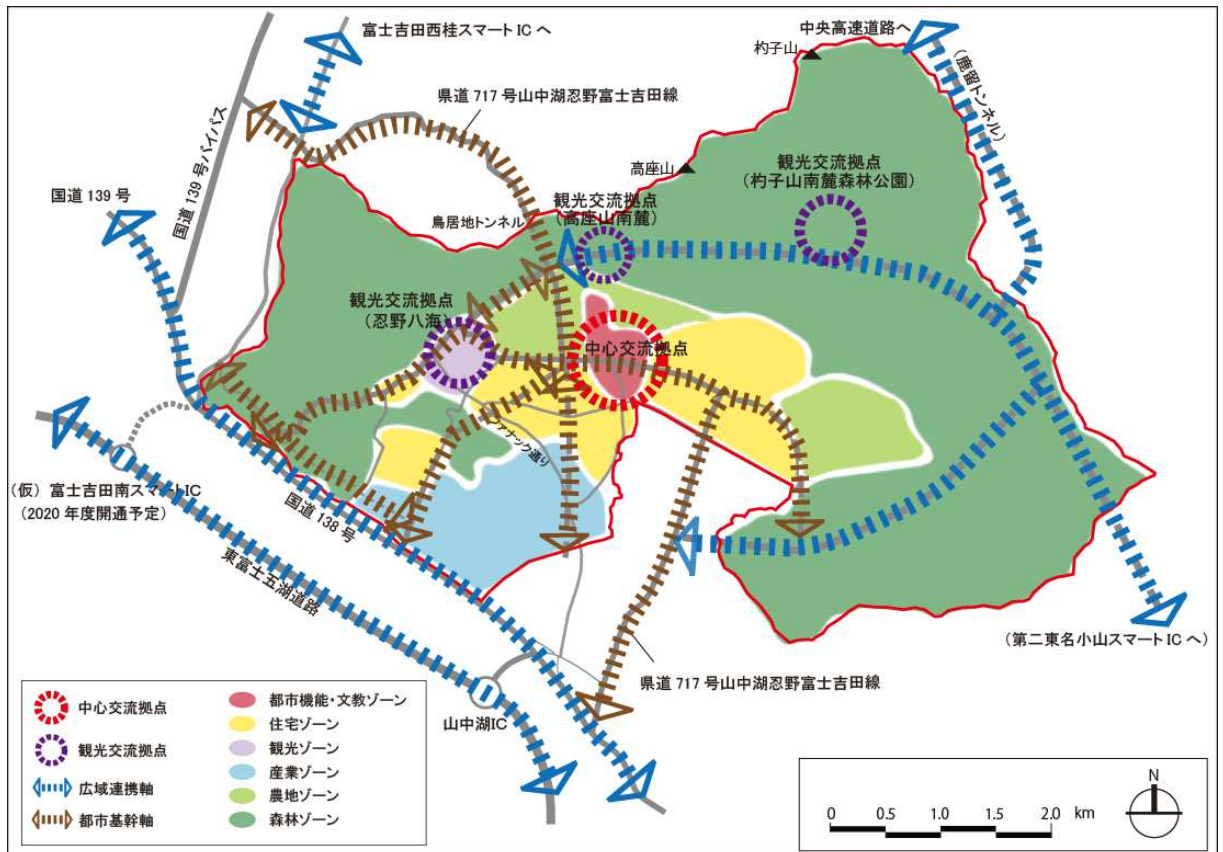 富士吉田西桂スマートICへ
中央高速道路へ
杓子山
(鹿留トンネル)
県道717号山中湖忍野富士吉田線
国道139号バイパス
国道139号
高座山
観光交流拠点
(杓子山南麓森林公園)
観光交流拠点
(高座山南麓)
鳥居地トンネル
観光交流拠点
(忍野八海)
中心交流拠点
ファナック通り
(仮)富士吉田南スマートIC
(2020年度開通予定)
国道138号
東富士五湖道路
(第二東名小山スマートICへ)
県道717号山中湖忍野富士吉田線
山中湖IC
中心交流拠点
観光交流拠点
広域連携軸
都市基幹軸
都市機能・文教ゾーン
住宅ゾーン
観光ゾーン
産業ゾーン
農地ゾーン
森林ゾーン
0 0.5 1.0 1.5 2.0 km
N